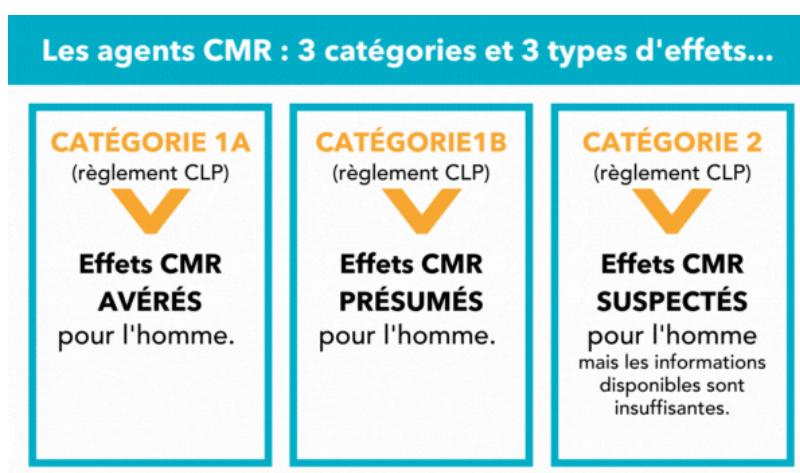 Les agents CMR : 3 catégories et 3 types d'effets...
CATÉGORIE 1A
(règlement CLP)
Effets CMR
AVÉRÉS
pour l'homme.
CATÉGORIE1B
(règlement CLP)
Effets CMR
PRÉSUMÉS
pour l'homme.
CATÉGORIE 2
(règlement CLP)
Effets CMR
SUSPECTÉS
pour l'homme
mais les informations
disponibles sont
insuffisantes.